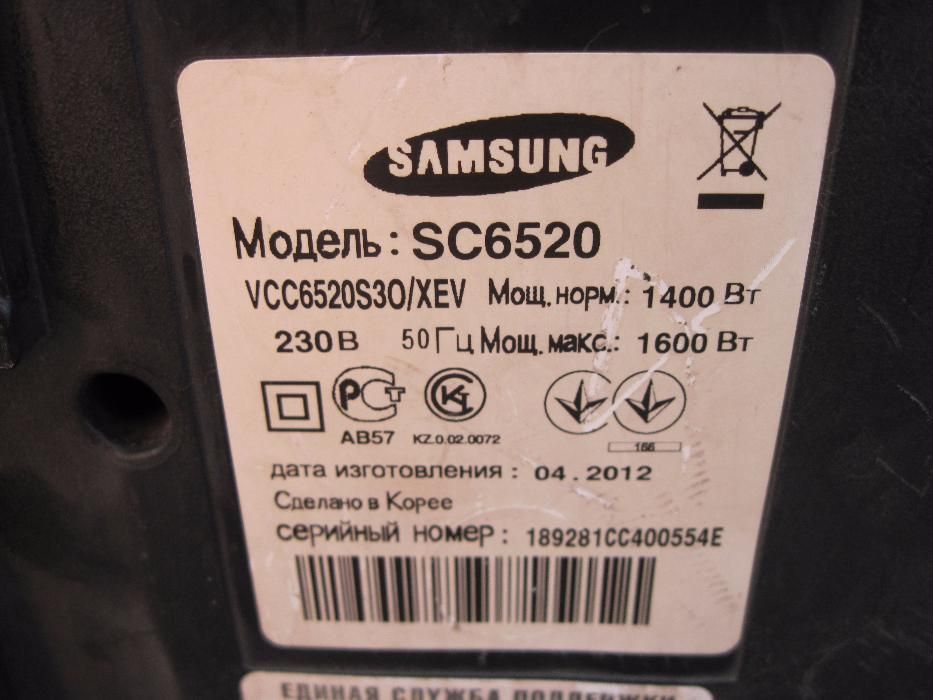 SAMSUNG
Модель: SC6520
VCC6520S3O/XEV Мощ.норм.: 1400 Вт
230В 50Гц Мощ.макс.: 1600 Вт
РСТ
АВ57 KZ.0.02.0072
166
дата изготовления : 04.2012
Сделано в Корее
серийный номер : 189281CC400554E
ЕДИНАЯ СЛУЖБА ПОДДЕРЖКИ